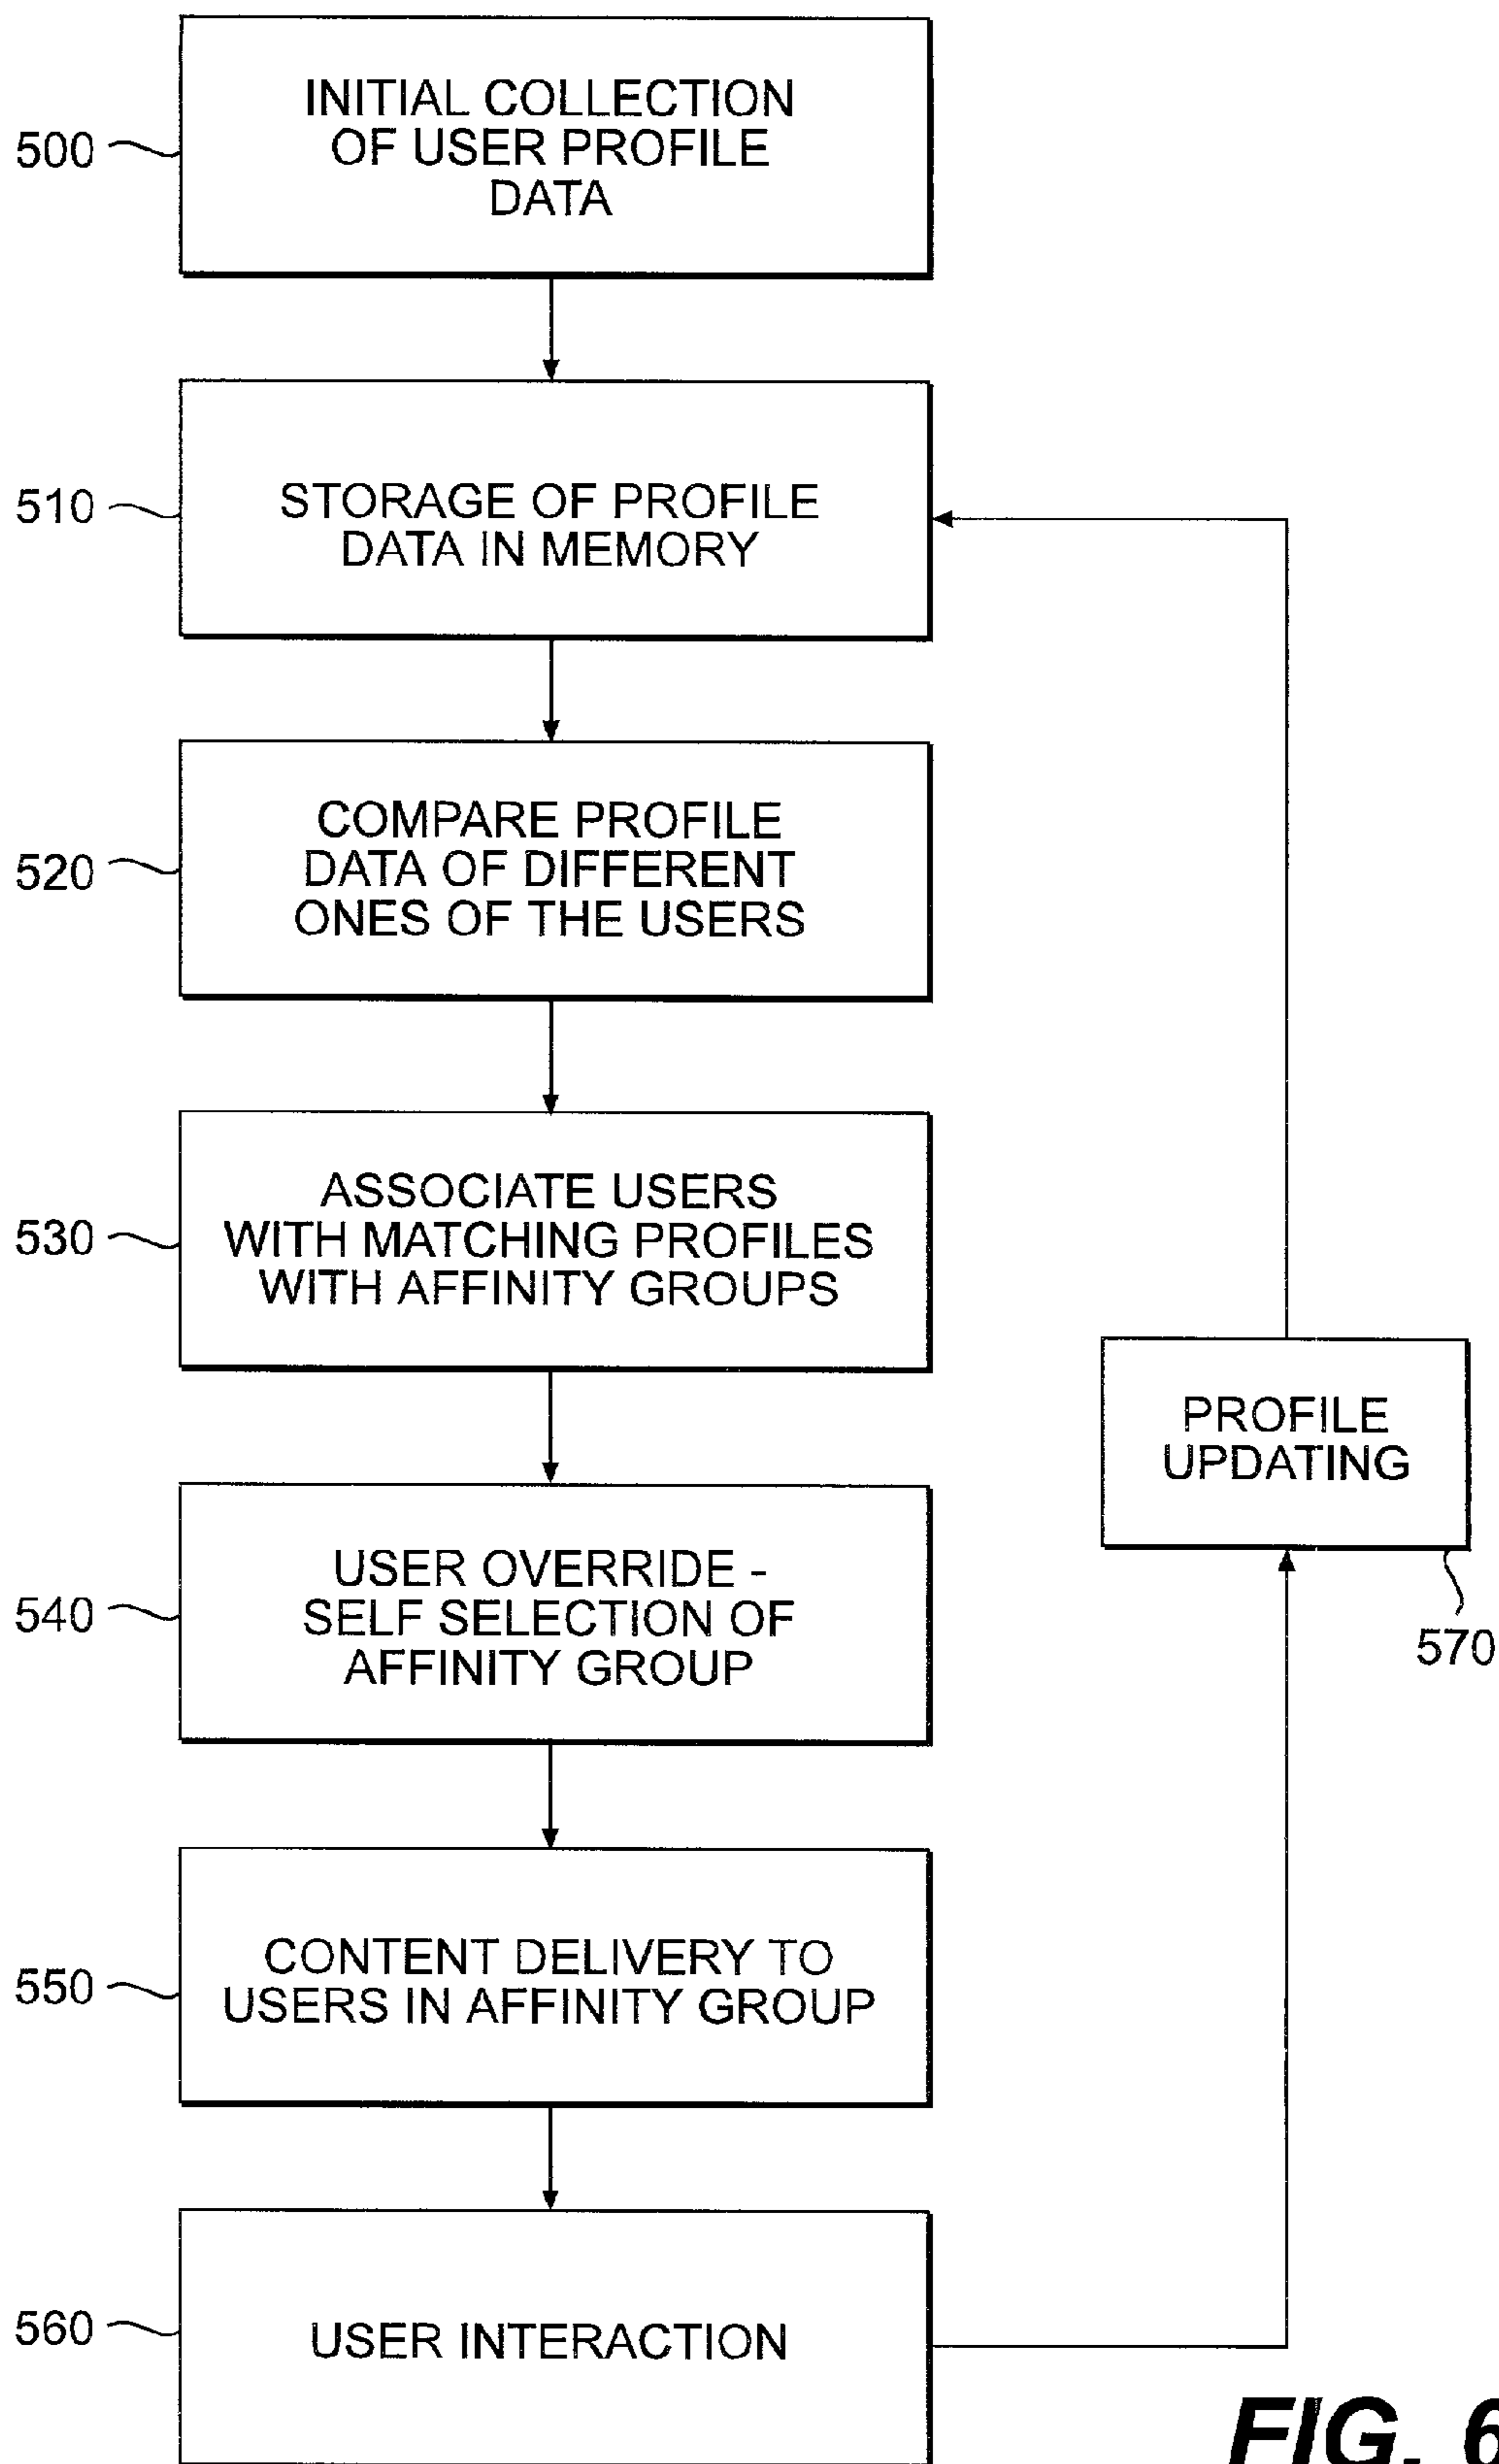 500
INITIAL COLLECTION
OF USER PROFILE
DATA
510
STORAGE OF PROFILE
DATA IN MEMORY
520
COMPARE PROFILE
DATA OF DIFFERENT
ONES OF THE USERS
530
ASSOCIATE USERS
WITH MATCHING PROFILES
WITH AFFINITY GROUPS
PROFILE
UPDATING
570
540
USER OVERRIDE -
SELF SELECTION OF
AFFINITY GROUP
550
CONTENT DELIVERY TO
USERS IN AFFINITY GROUP
560
USER INTERACTION
FIG. 6